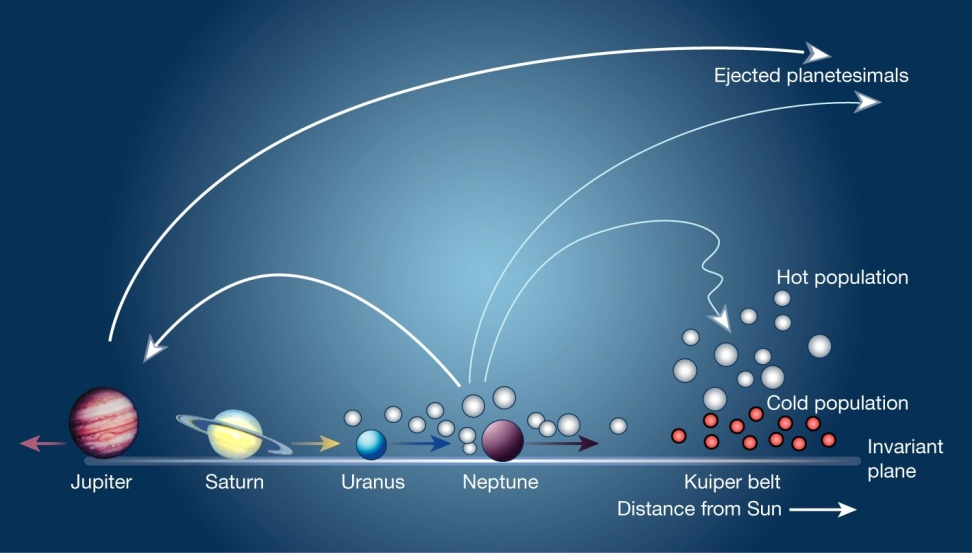 Ejected planetesimals
Hot population
Cold population
Invariant
plane
Jupiter
Saturn
Uranus
Neptune
Kuiper belt
Distance from Sun